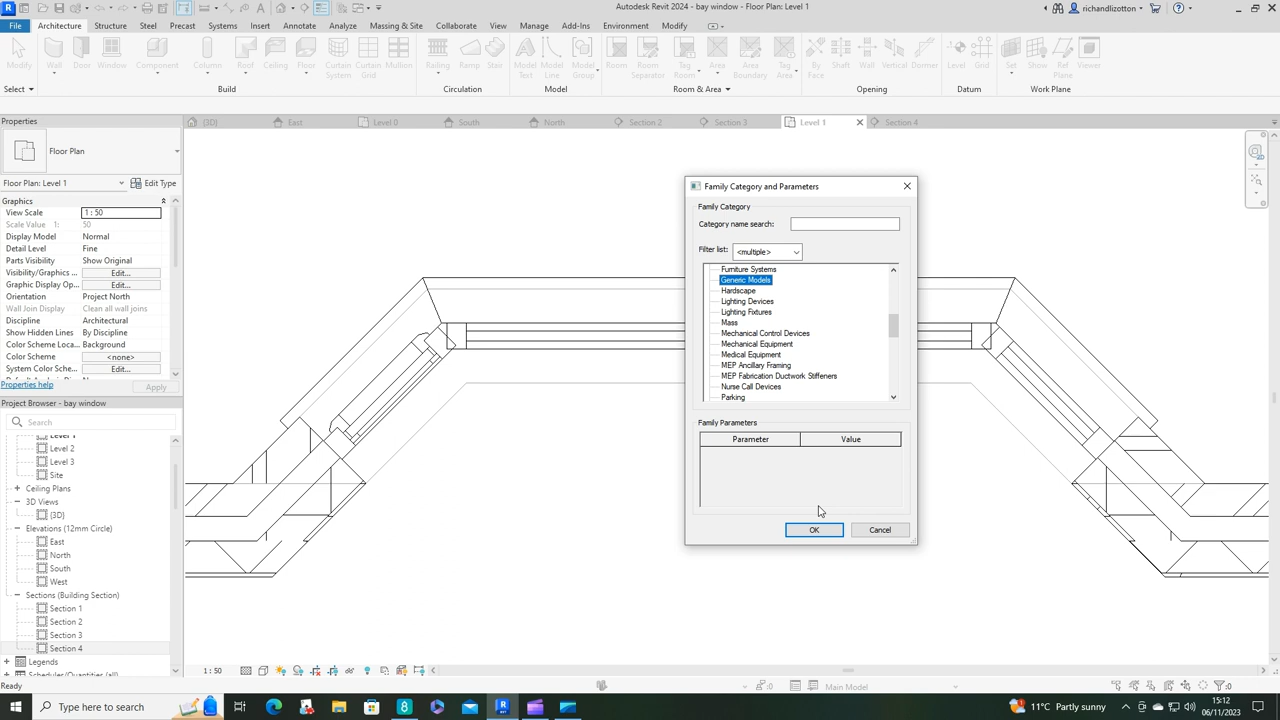 Autodesk Revit 2024 - bay window - Floor Plan: Level 1
richandlizotton
File Architecture Structure Steel Precast Systems Insert Annotate Analyze Massing & Site Collaborate View Manage Add-Ins Environment Modify
Modify Wall Door Window Component Column Roof Ceiling Floor Curtain System Curtain Grid Mullion Railing Ramp Stair Model Text Model Line Model Group Room Room Separator Tag Room Area Area Boundary Tag Area By Face Shaft Wall Vertical Dormer Level Grid Set Show Ref Plane Viewer
Select Build Circulation Model Room & Area Opening Datum Work Plane
Properties
{3D} East Level 0 South North Section 2 Section 3 Level 1 Section 4
Floor Plan
Floor Plan: Level 1 Edit Type
Graphics
View Scale 1 : 50
Scale Value 1: 50
Display Model Normal
Detail Level Fine
Parts Visibility Show Original
Visibility/Graphics ... Edit...
Graphic Display Op... Edit...
Orientation Project North
Wall Join Display Clean all wall joins
Discipline Architectural
Show Hidden Lines By Discipline
Color Scheme Loca... Background
Color Scheme <none>
System Color Sche... Edit...
Properties help Apply
Project Browser - bay window
Search
Level 1
Level 2
Level 3
Site
Ceiling Plans
3D Views
{3D}
Elevations (12mm Circle)
East
North
South
West
Sections (Building Section)
Section 1
Section 2
Section 3
Section 4
Legends
Schedules/Quantities (all)
Family Category and Parameters
Family Category
Category name search:
Filter list: <multiple>
Furniture Systems
Generic Models
Hardscape
Lighting Devices
Lighting Fixtures
Mass
Mechanical Control Devices
Mechanical Equipment
Medical Equipment
MEP Ancillary Framing
MEP Fabrication Ductwork Stiffeners
Nurse Call Devices
Parking
Family Parameters
Parameter Value
OK Cancel
1 : 50
Ready :0 Main Model :0
Type here to search
11°C Partly sunny
15:12
06/11/2023